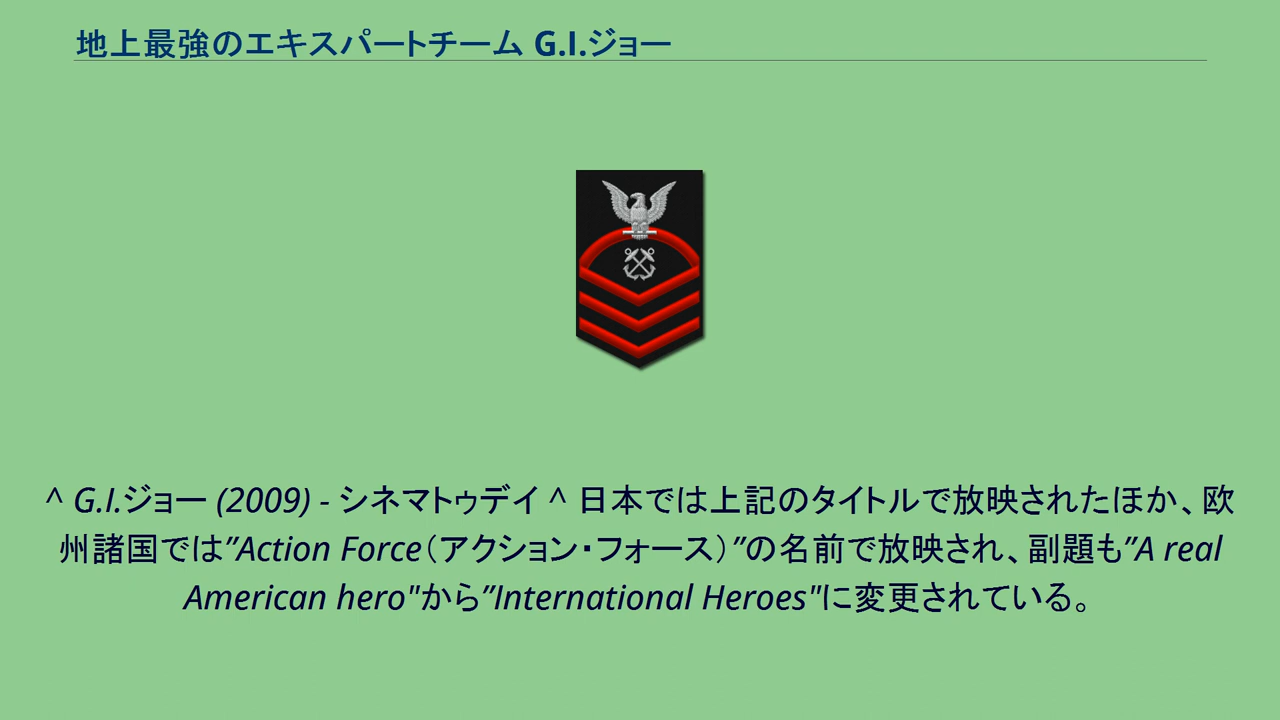 地上最強のエキスパートチーム G.I.ジョー
^ G.I.ジョー (2009) - シネマトゥデイ ^ 日本では上記のタイトルで放映されたほか、欧
州諸国では”Action Force（アクション・フォース）”の名前で放映され、副題も”A real
American hero"から”International Heroes"に変更されている。